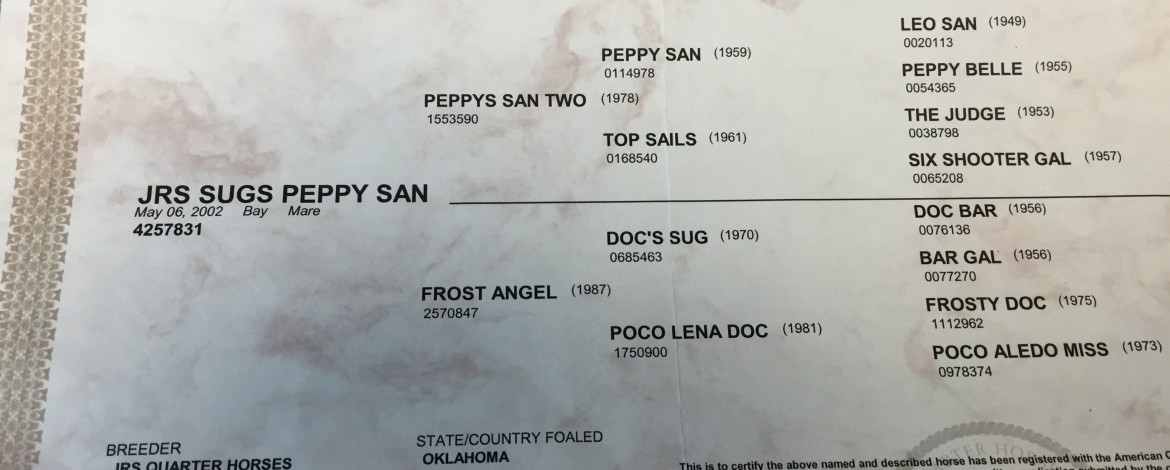 LEO SAN (1949)
0020113
PEPPY SAN (1959)
0114978
PEPPY BELLE (1955)
0054365
PEPPYS SAN TWO (1978)
1553590
THE JUDGE (1953)
0038798
TOP SAILS (1961)
0168540
SIX SHOOTER GAL (1957)
0065208
JRS SUGS PEPPY SAN
May 06, 2002 Bay Mare
4257831
DOC BAR (1956)
0076136
DOC'S SUG (1970)
0685463
BAR GAL (1956)
0077270
FROST ANGEL (1987)
2570847
FROSTY DOC (1975)
1112962
POCO LENA DOC (1981)
1750900
POCO ALEDO MISS (1973)
0978374
BREEDER
JRS QUARTER HORSES
STATE/COUNTRY FOALED
OKLAHOMA
This is to certify the above named and described horse has been registered with the American